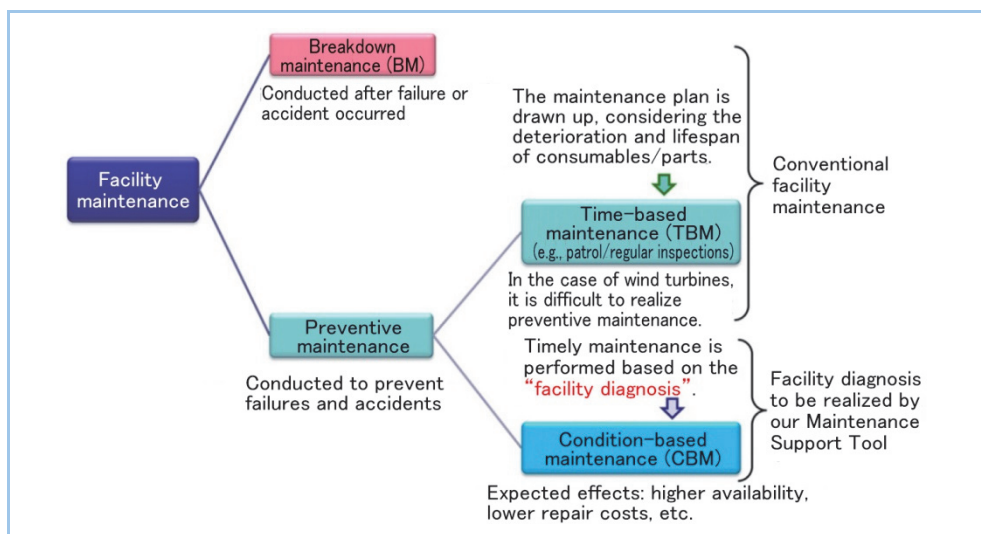 Breakdown
maintenance (BM)
Conducted after failure or
accident occurred
Facility
maintenance
The maintenance plan is
drawn up, considering the
deterioration and lifespan
of consumables/parts.
Time-based
maintenance (TBM)
(e.g., patrol/regular inspections)
In the case of wind turbines,
it is difficult to realize
preventive maintenance.
Conventional
facility
maintenance
Preventive
maintenance
Conducted to prevent
failures and accidents
Timely maintenance is
performed based on the
“facility diagnosis”.
Condition-based
maintenance (CBM)
Expected effects: higher availability,
lower repair costs, etc.
Facility diagnosis
to be realized by
our Maintenance
Support Tool